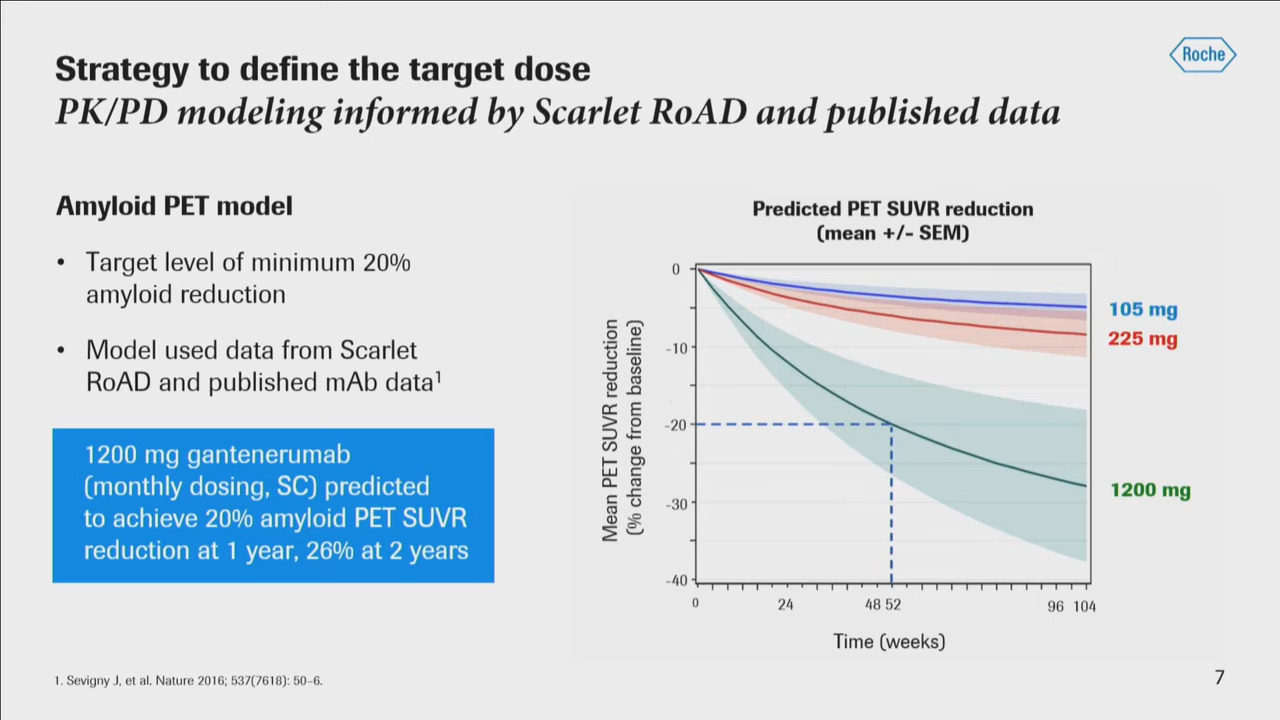 Roche
Strategy to define the target dose
PK/PD modeling informed by Scarlet RoAD and published data
Amyloid PET model
• Target level of minimum 20%
amyloid reduction
• Model used data from Scarlet
RoAD and published mAb data¹
1200 mg gantenerumab
(monthly dosing, SC) predicted
to achieve 20% amyloid PET SUVR
reduction at 1 year, 26% at 2 years
Predicted PET SUVR reduction
(mean +/- SEM)
Mean PET SUVR reduction
(% change from baseline)
0
-10
-20
-30
-40
0 24 48 52 96 104
Time (weeks)
105 mg
225 mg
1200 mg
1. Sevigny J, et al. Nature 2016; 537(7618): 50–6.
7